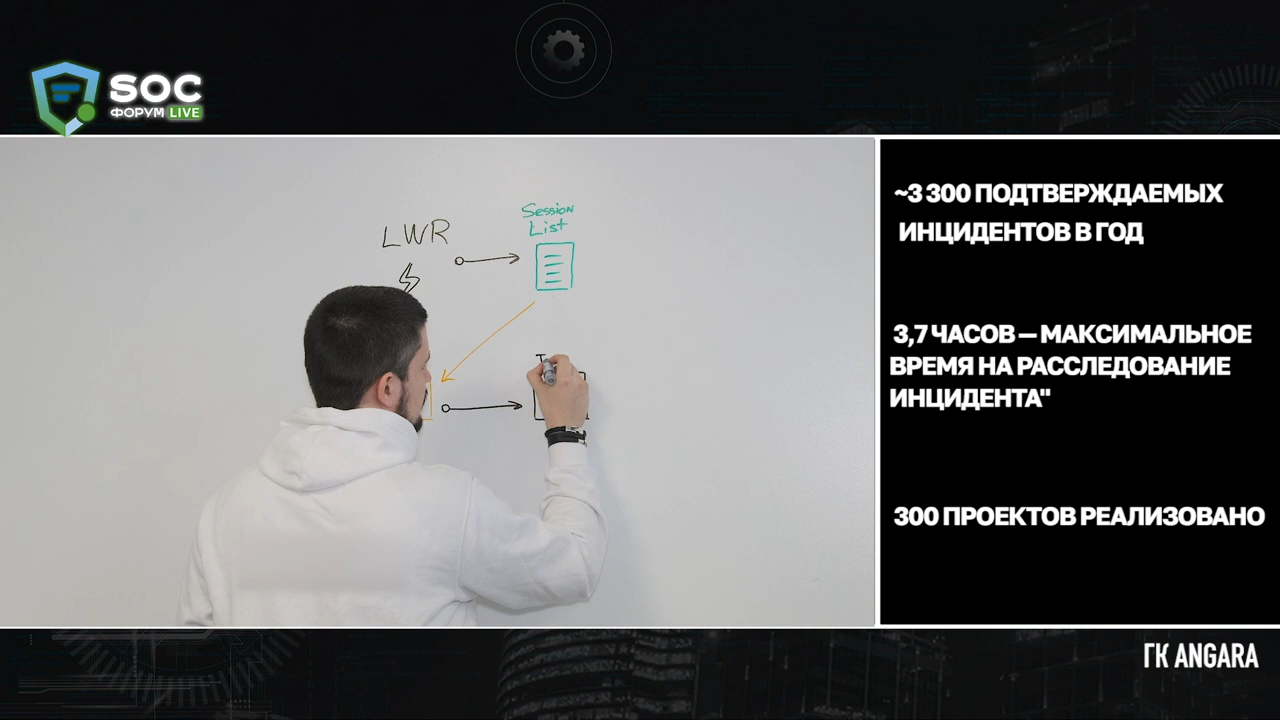 SOC
ФОРУМ LIVE
LWR
Session
List
~3 300 ПОДТВЕРЖДАЕМЫХ
ИНЦИДЕНТОВ В ГОД
3,7 ЧАСОВ – МАКСИМАЛЬНОЕ
ВРЕМЯ НА РАССЛЕДОВАНИЕ
ИНЦИДЕНТА"
300 ПРОЕКТОВ РЕАЛИЗОВАНО
ГК ANGARA